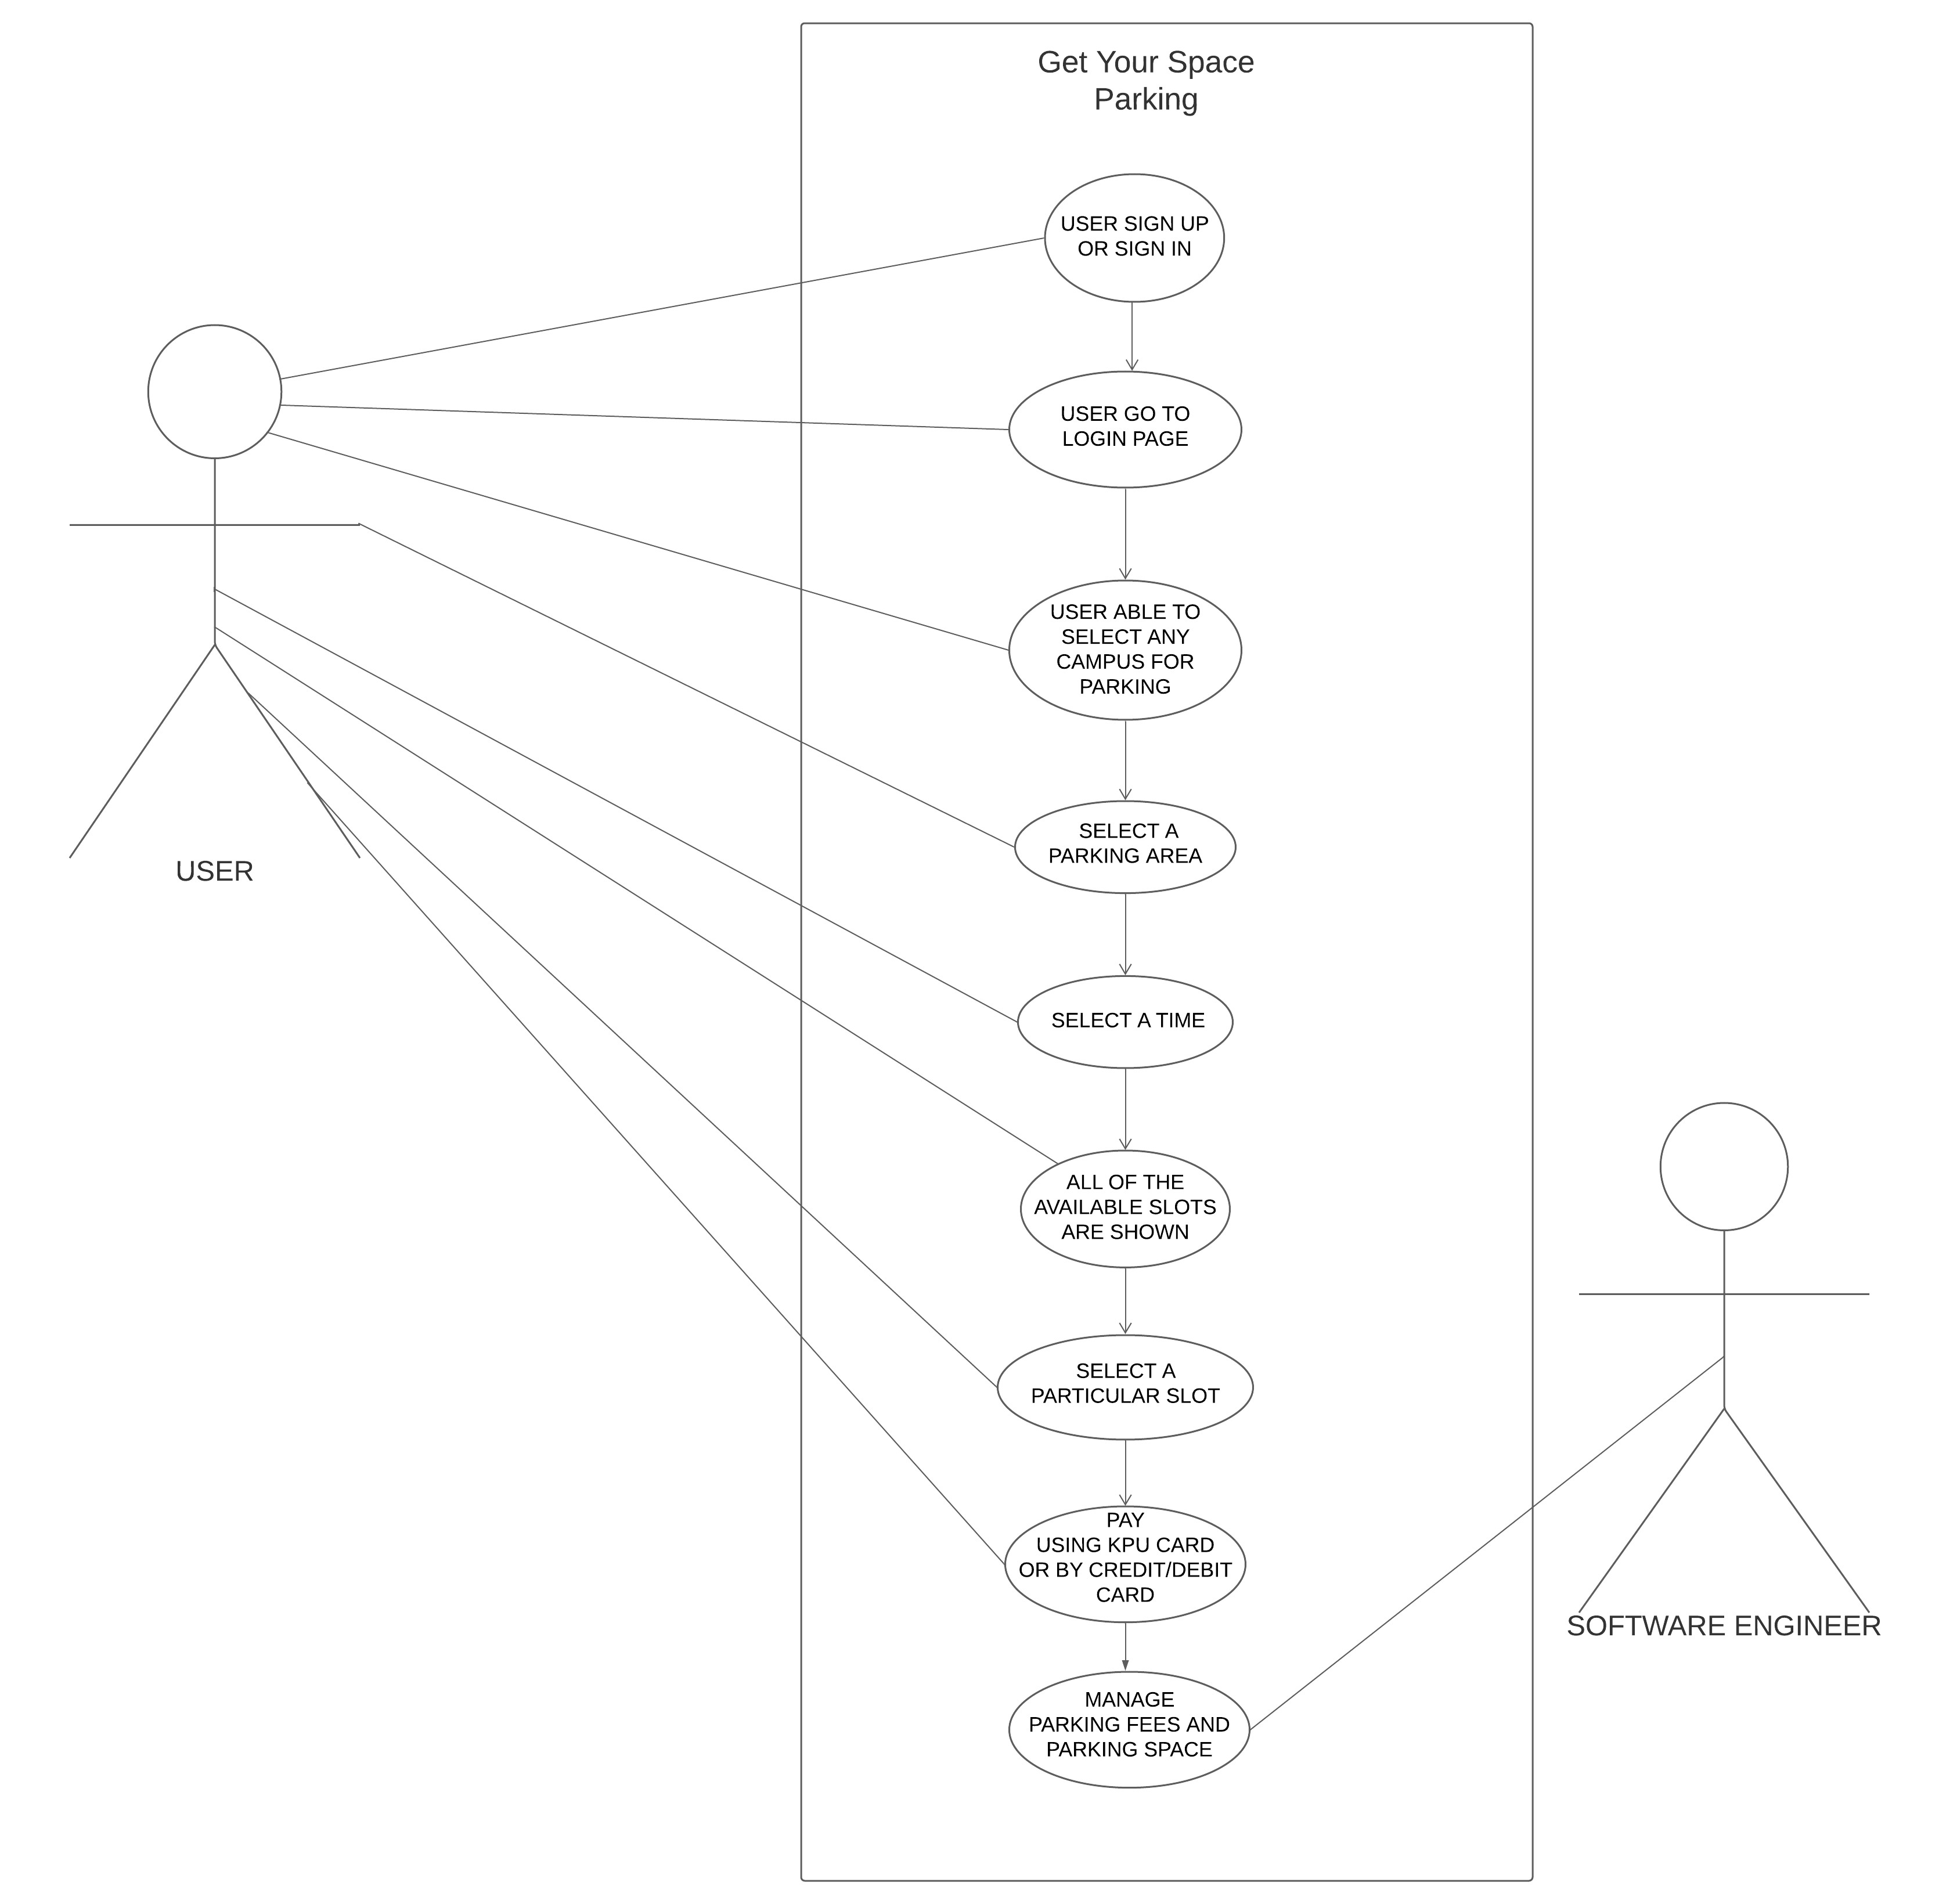 Get Your Space
Parking
USER SIGN UP
OR SIGN IN
USER GO TO
LOGIN PAGE
USER ABLE TO
SELECT ANY
CAMPUS FOR
PARKING
SELECT A
PARKING AREA
USER
SELECT A TIME
ALL OF THE
AVAILABLE SLOTS
ARE SHOWN
SELECT A
PARTICULAR SLOT
PAY
USING KPU CARD
OR BY CREDIT/DEBIT
CARD
SOFTWARE ENGINEER
MANAGE
PARKING FEES AND
PARKING SPACE